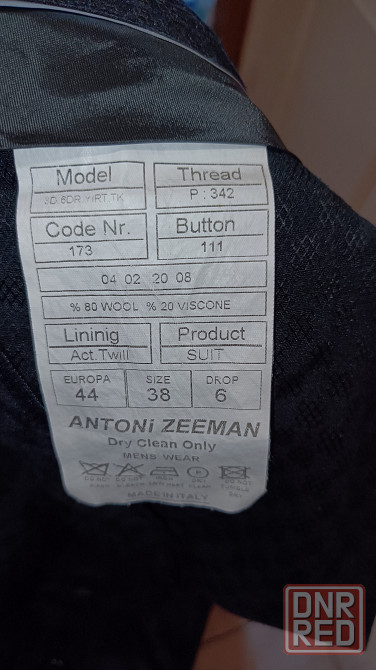 Model
Thread
3D 6DR
P : 342
Code Nr.
Button
173
111
04 02 20 08
% 80 WOOL % 20 VISCONE
Lininig
Product
Act.Twill
SUIT
EUROPA
SIZE
DROP
44
38
6
ANTONi ZEEMAN
Dry Clean Only
MENS WEAR
MADE IN ITALY
DNR
RED